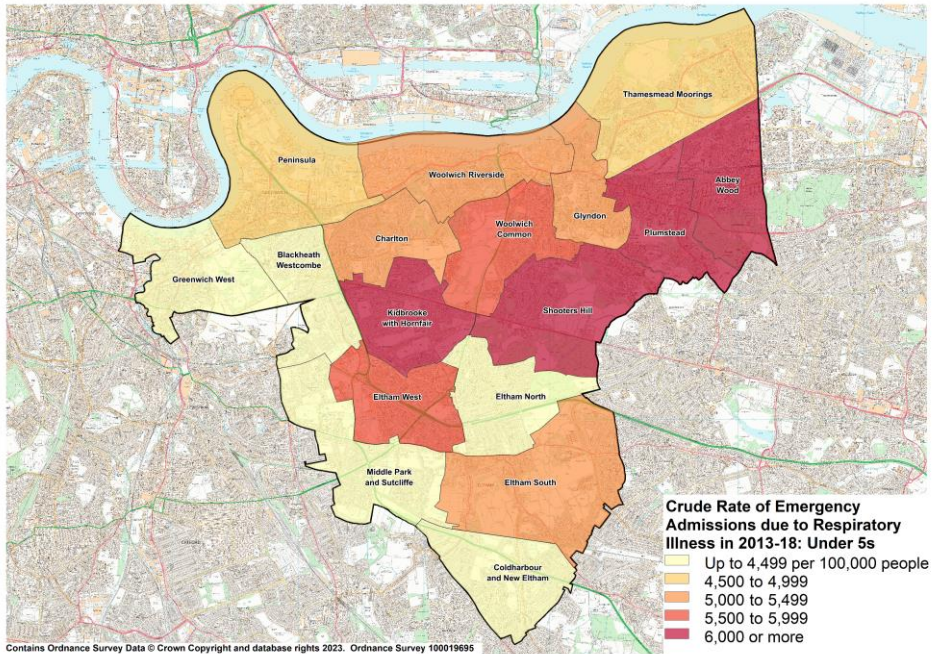 Thamesmead Moorings
Peninsula
Woolwich Riverside
Abbey
Wood
Glyndon
Woolwich
Common
Plumstead
Charlton
Blackheath
Westcombe
Greenwich West
Kidbrooke
with Hornfair
Shooters Hill
Eltham West
Eltham North
Middle Park
and Sutcliffe
Eltham South
Coldharbour
and New Eltham
Crude Rate of Emergency
Admissions due to Respiratory
Illness in 2013-18: Under 5s
Up to 4,499 per 100,000 people
4,500 to 4,999
5,000 to 5,499
5,500 to 5,999
6,000 or more
Contains Ordnance Survey Data © Crown Copyright and database rights 2023. Ordnance Survey 100019695